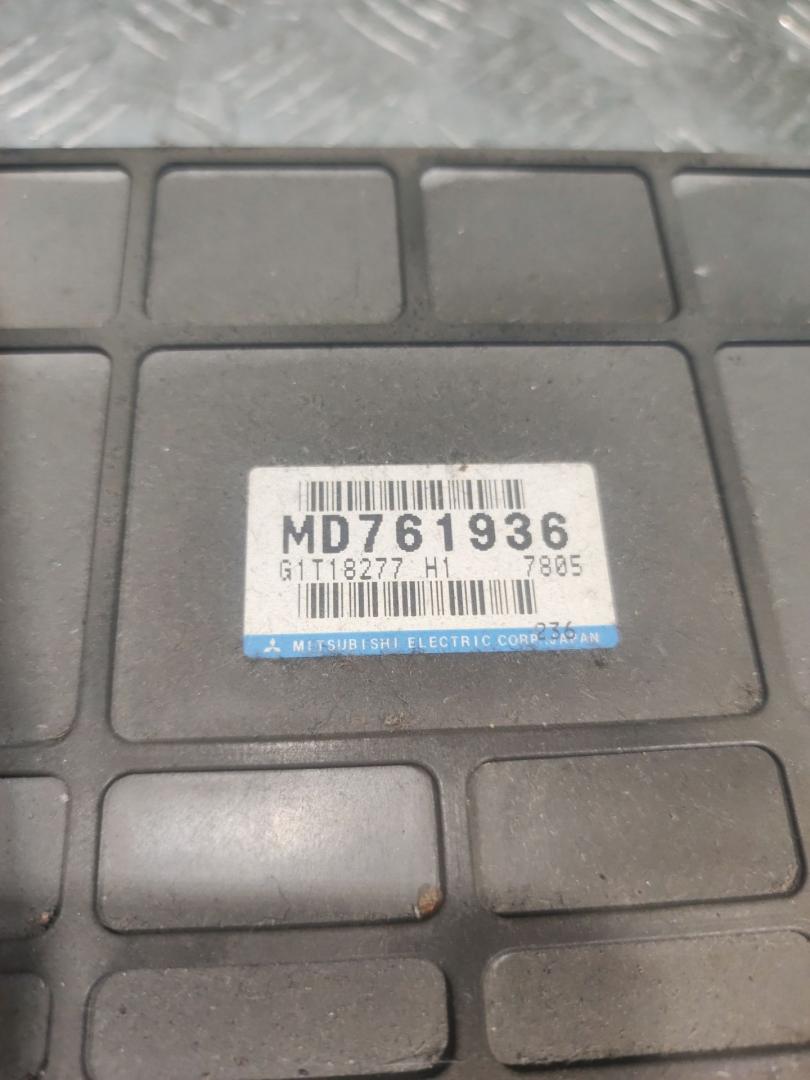 MD761936
G1T18277 H1 7805
236
MITSUBISHI ELECTRIC CORP. JAPAN